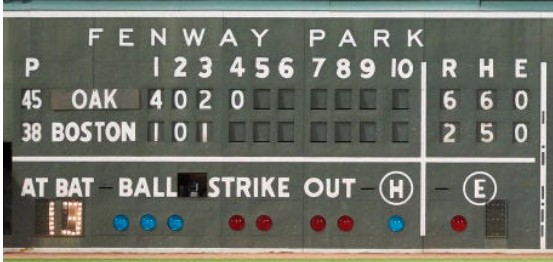 FENWAY PARK
P 1 2 3 4 5 6 7 8 9 10 R H E
45 OAK 4 0 2 0 6 6 0
38 BOSTON 1 0 1 2 5 0
AT BAT - BALL STRIKE OUT - H - E